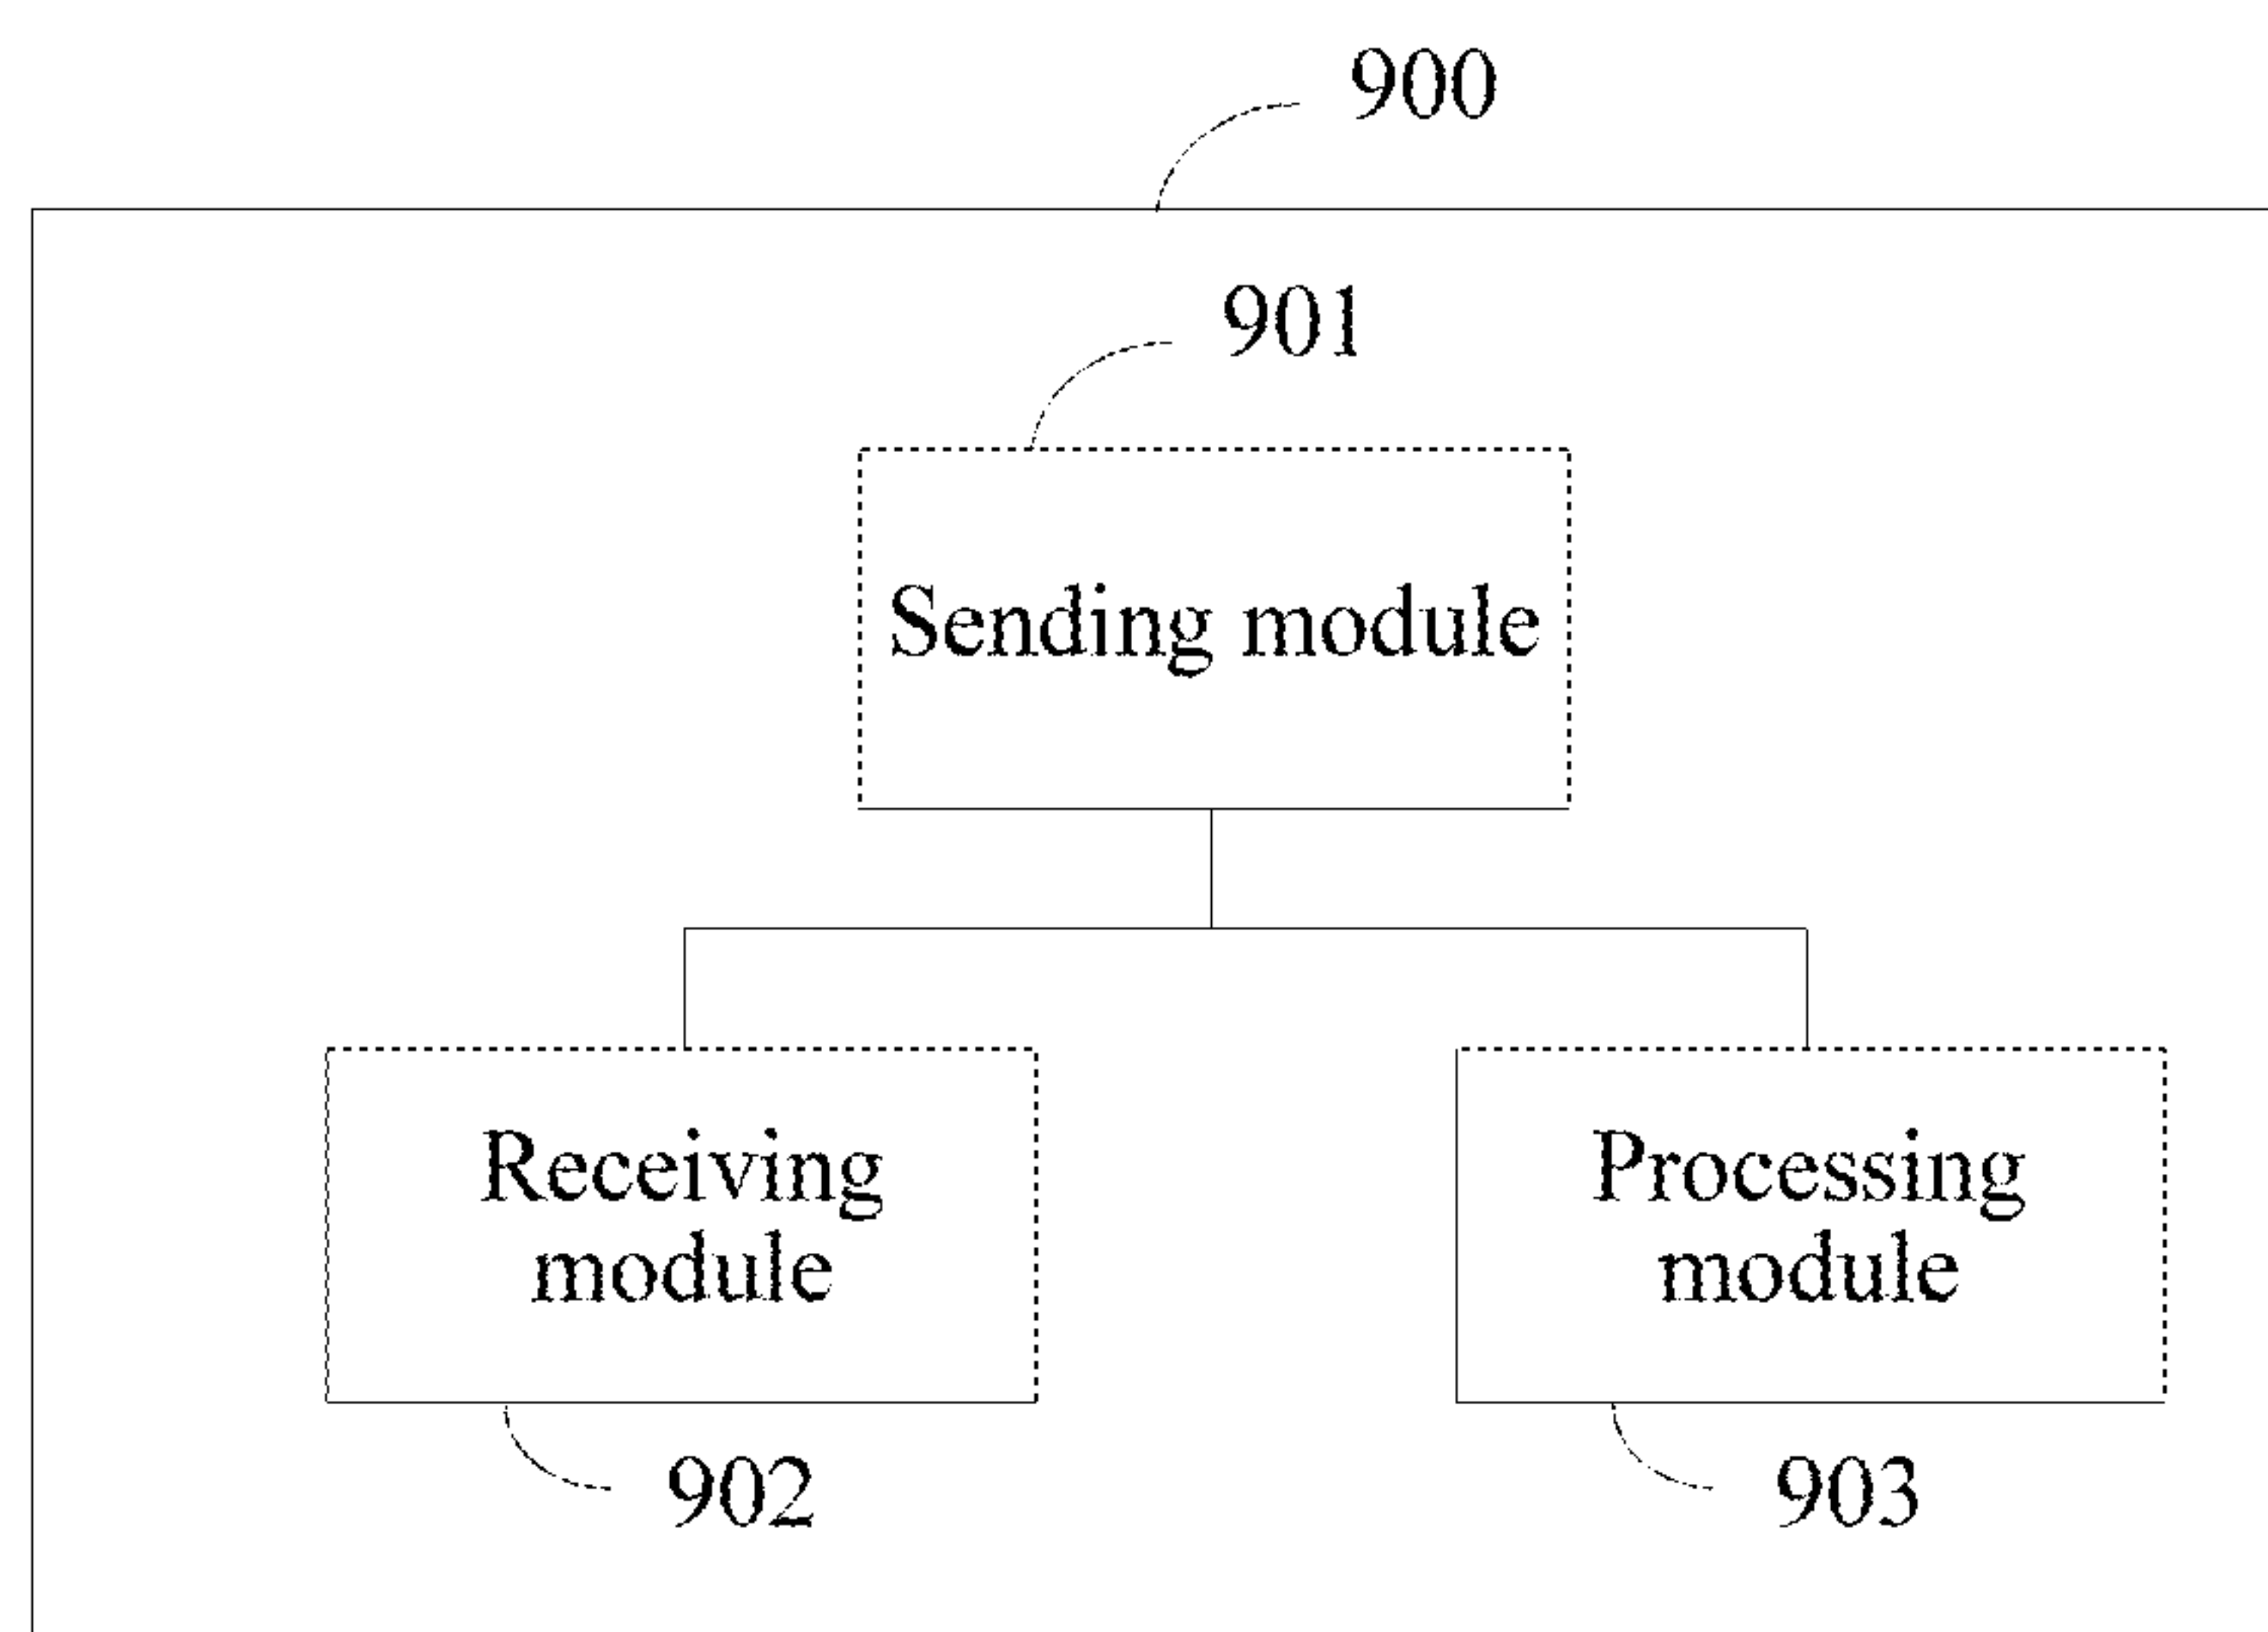 900
901
Sending module
Receiving
module
Processing
module
902
903